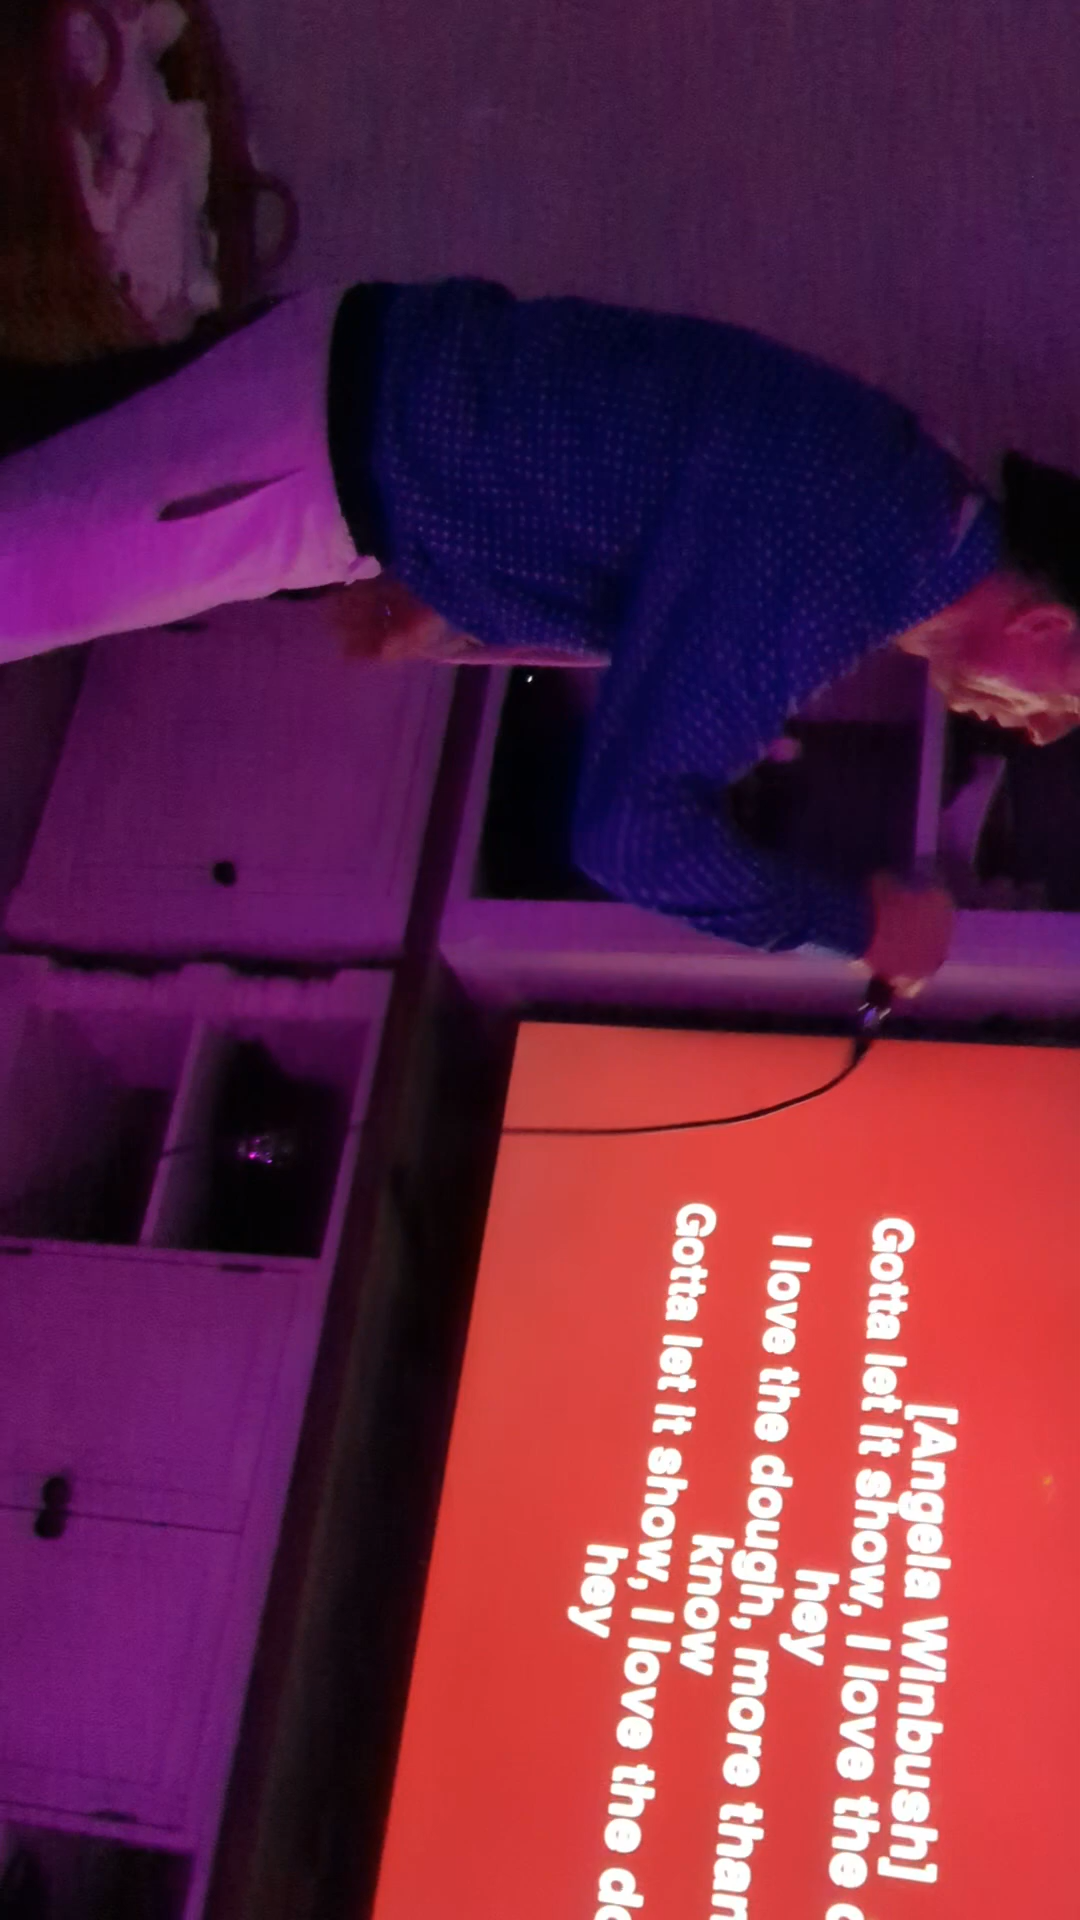 [Angela Winbush]
Gotta let it show, I love the
hey
I love the dough, more than
know
Gotta let it show, I love the
hey